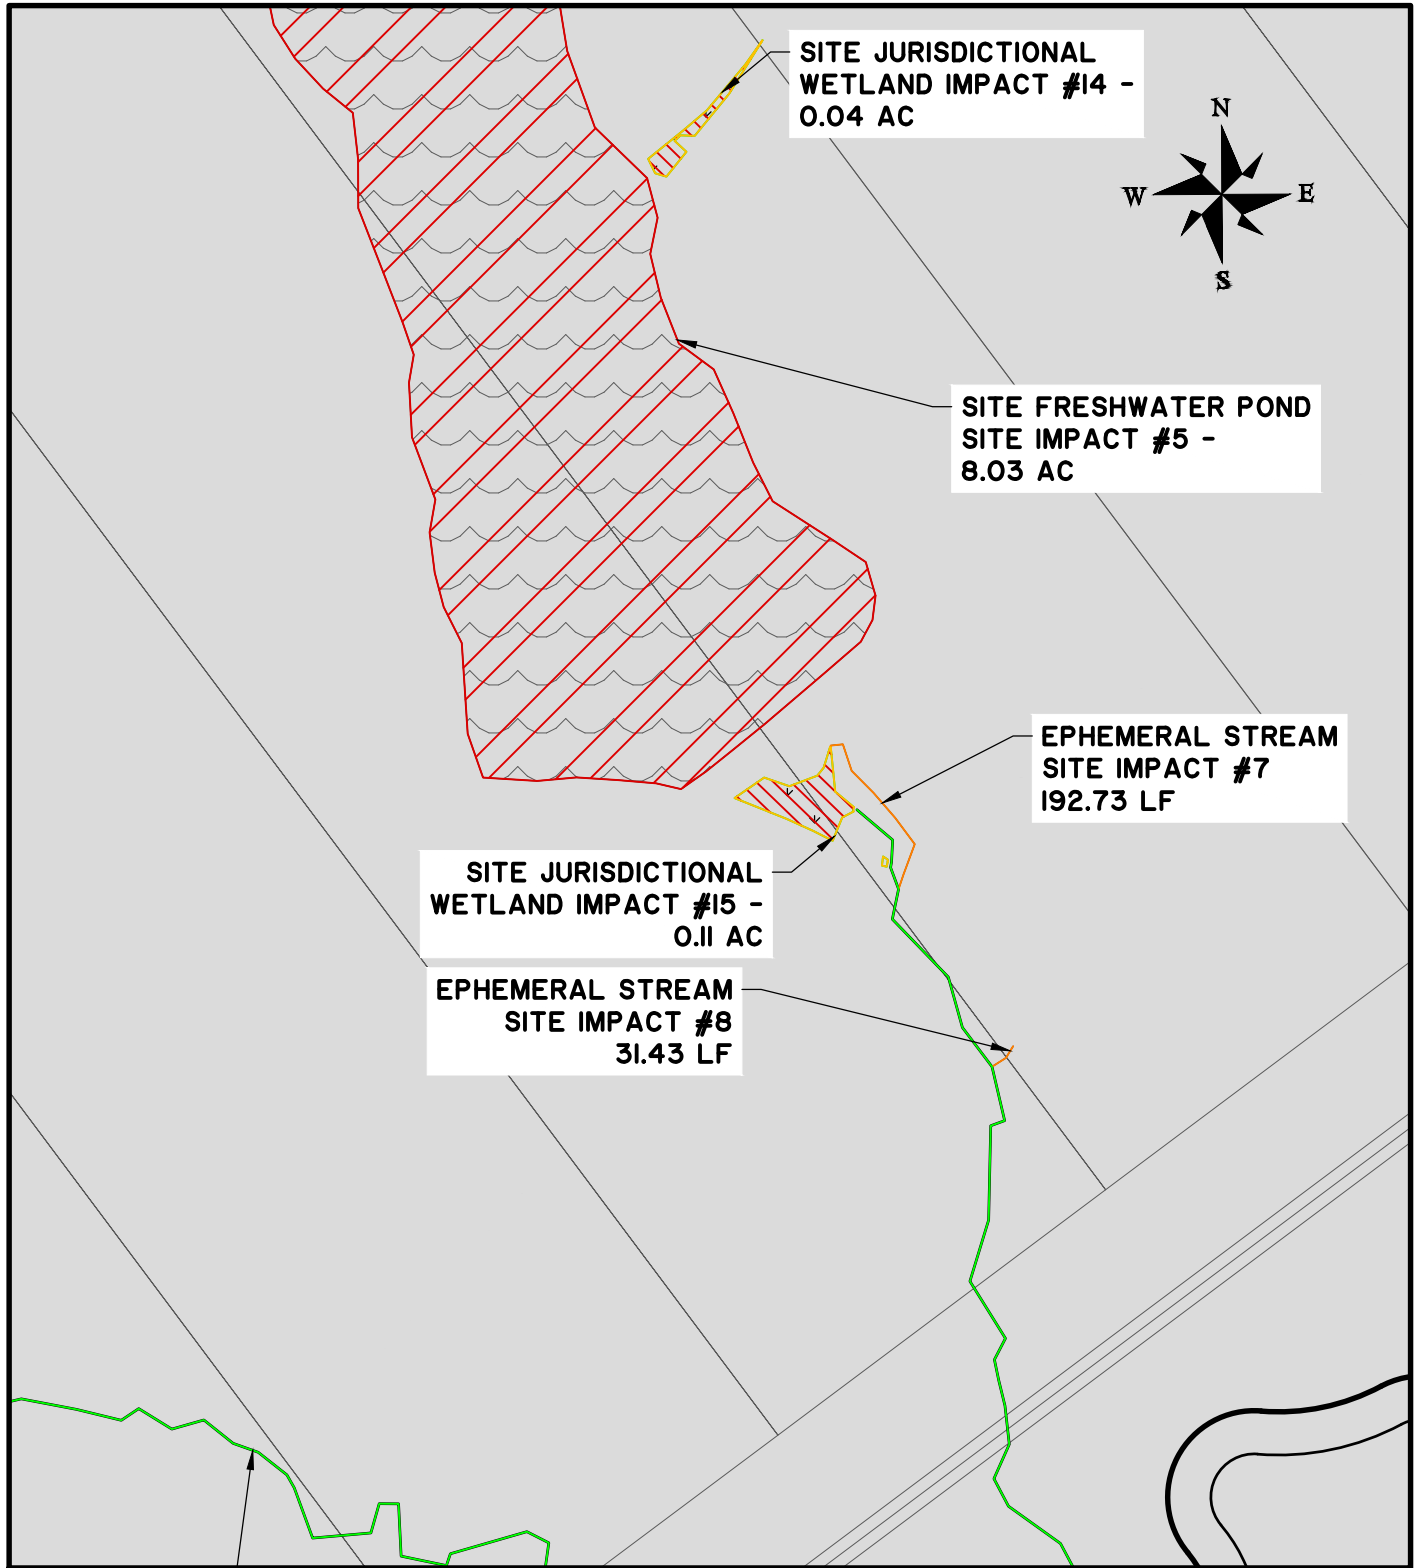 SITE JURISDICTIONAL
WETLAND IMPACT #14 -
0.04 AC
N
W
E
S
SITE FRESHWATER POND
SITE IMPACT #5 -
8.03 AC
EPHEMERAL STREAM
SITE IMPACT #7
192.73 LF
SITE JURISDICTIONAL
WETLAND IMPACT #15 -
0.11 AC
EPHEMERAL STREAM
SITE IMPACT #8
31.43 LF